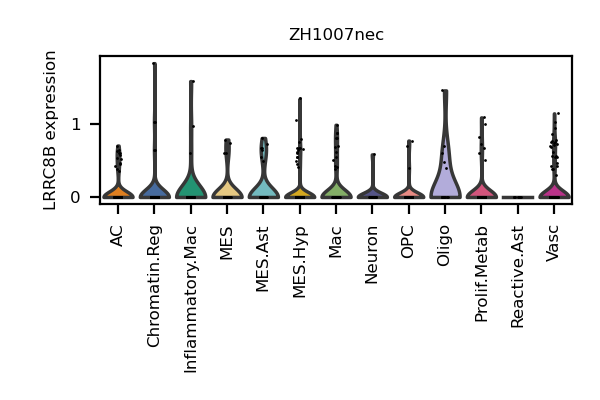 ZH1007nec
LRRC8B expression
1
0
AC
Chromatin.Reg
Inflammatory.Mac
MES
MES.Ast
MES.Hyp
Mac
Neuron
OPC
Oligo
Prolif.Metab
Reactive.Ast
Vasc